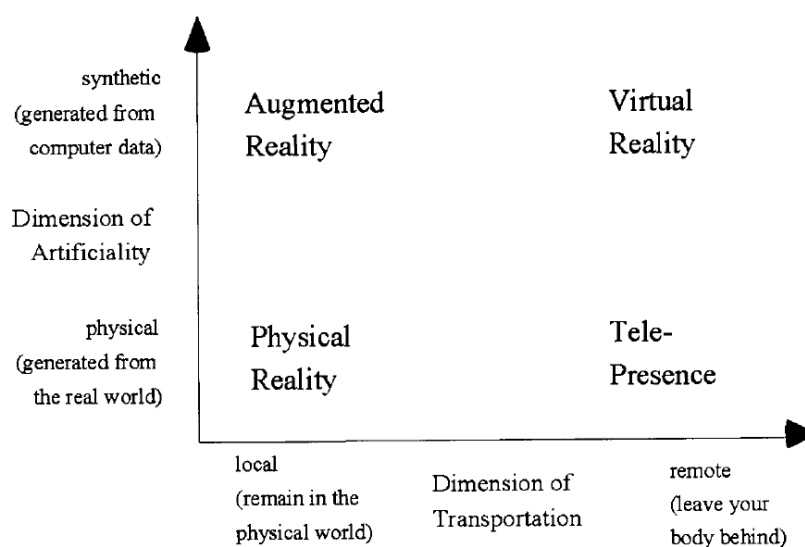 synthetic
(generated from
computer data)
Augmented
Reality
Virtual
Reality
Dimension of
Artificiality
physical
(generated from
the real world)
Physical
Reality
Tele-
Presence
local
(remain in the
physical world)
Dimension of
Transportation
remote
(leave your
body behind)